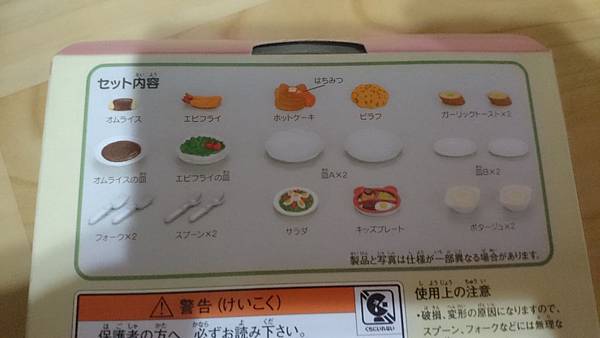 セット内容
はちみつ
オムライス エビフライ ホットケーキ ピラフ ガーリックトースト×2
オムライスの皿 エビフライの皿 皿A×2 皿B×2
フォーク×2 スプーン×2 サラダ キッズプレート ポタージュ×2
製品と写真は仕様が一部異なる場合があります。
警告(けいこく)
保護者の方へ 必ずお読み下さい。
くちにいれない
使用上の注意
・破損、変形の原因になりますので、
スプーン、フォークなどには無理な